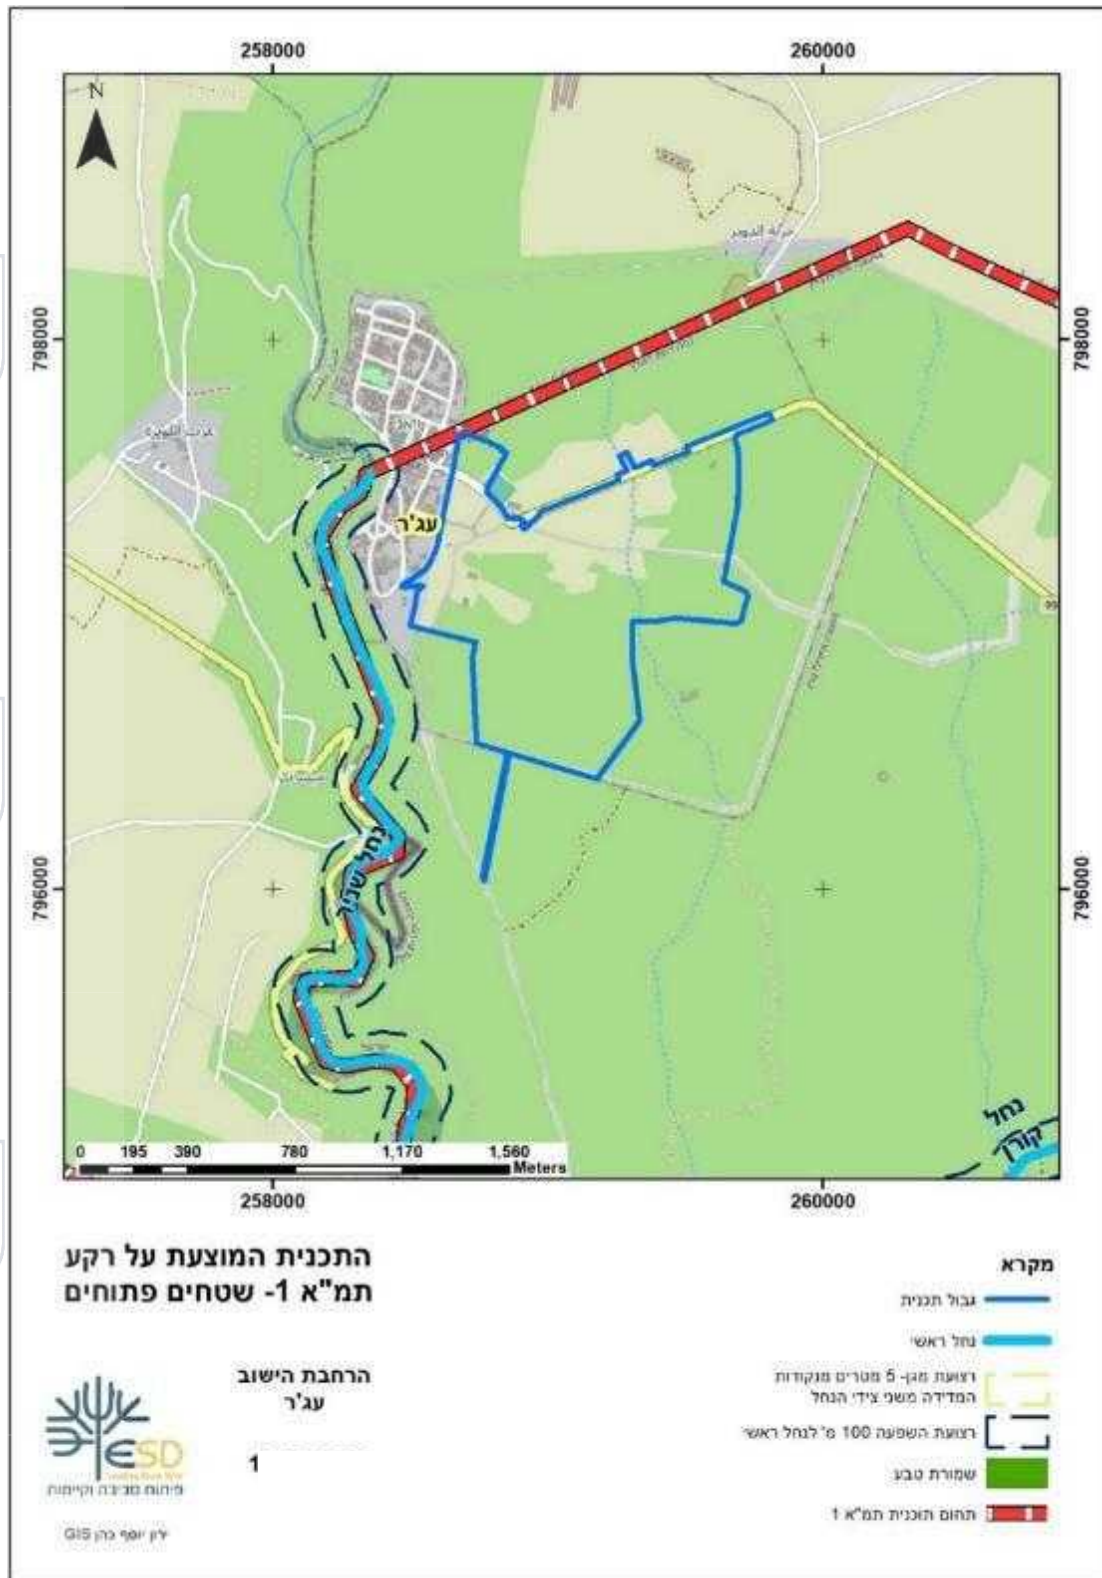 258000
260000
N
798000
798000
עג'ר
נחל שניר
796000
796000
נחל
קורן
0 195 390 780 1,170 1,560
Meters
258000
260000
התכנית המוצעת על רקע
תמ"א 1- שטחים פתוחים
הרחבת הישוב
עג'ר
1
ESD
פיתוח סביבה וקיימות
ירון יוסף כהן GIS
מקרא
גבול תכנית
נחל ראשי
רצועת מגן- 5 מטרים מנקודות
המדידה משני צידי הנחל
רצועת השפעה 100 מ' לנחל ראשי
שמורת טבע
תחום תוכנית תמ"א 1